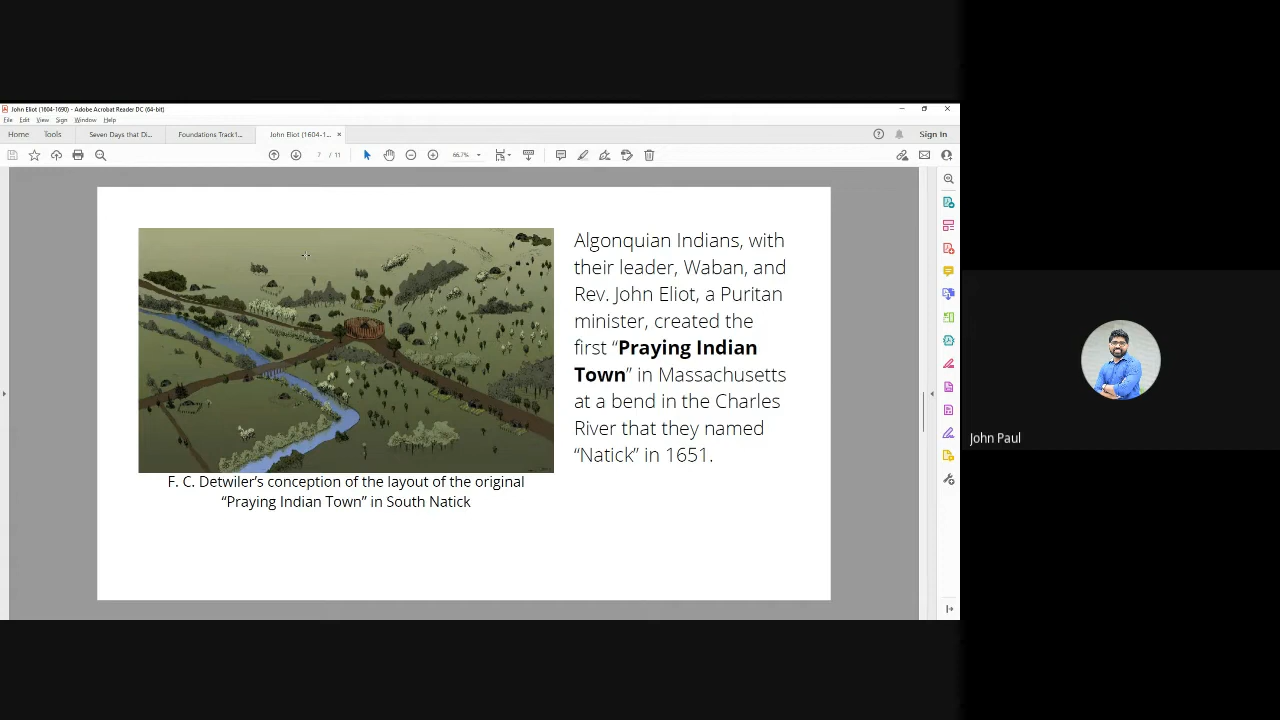 John Eliot (1604-1690) - Adobe Acrobat Reader DC (64-bit)
File Edit View Sign Window Help
Home Tools Seven Days that Di... Foundations Track1... John Eliot (1604-1... × Sign In
7 / 11 66.7%
Algonquian Indians, with
their leader, Waban, and
Rev. John Eliot, a Puritan
minister, created the
first “Praying Indian
Town” in Massachusetts
at a bend in the Charles
River that they named
“Natick” in 1651.
F. C. Detwiler’s conception of the layout of the original
“Praying Indian Town” in South Natick
John Paul